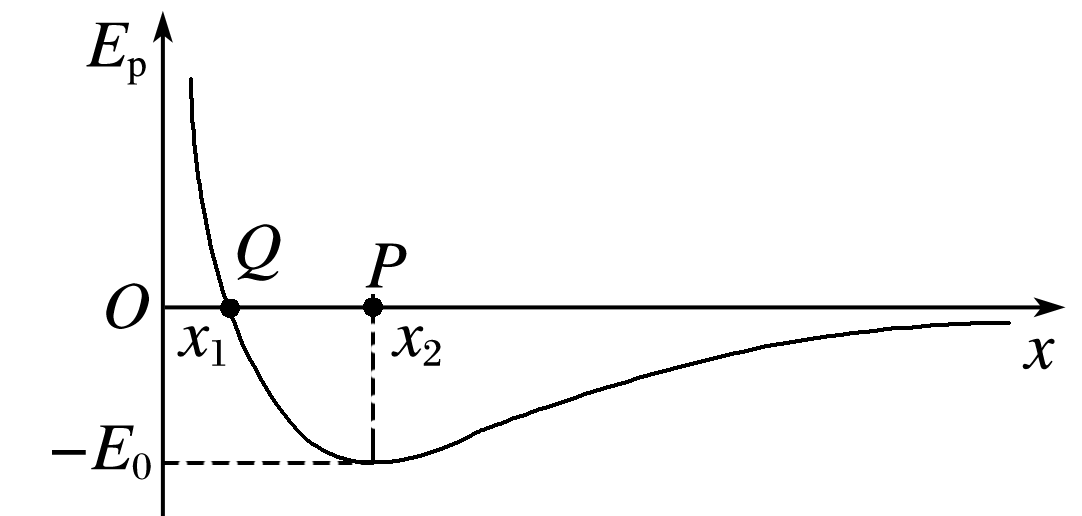 Eₚ
Q
P
O
x₁
x₂
x
−E₀